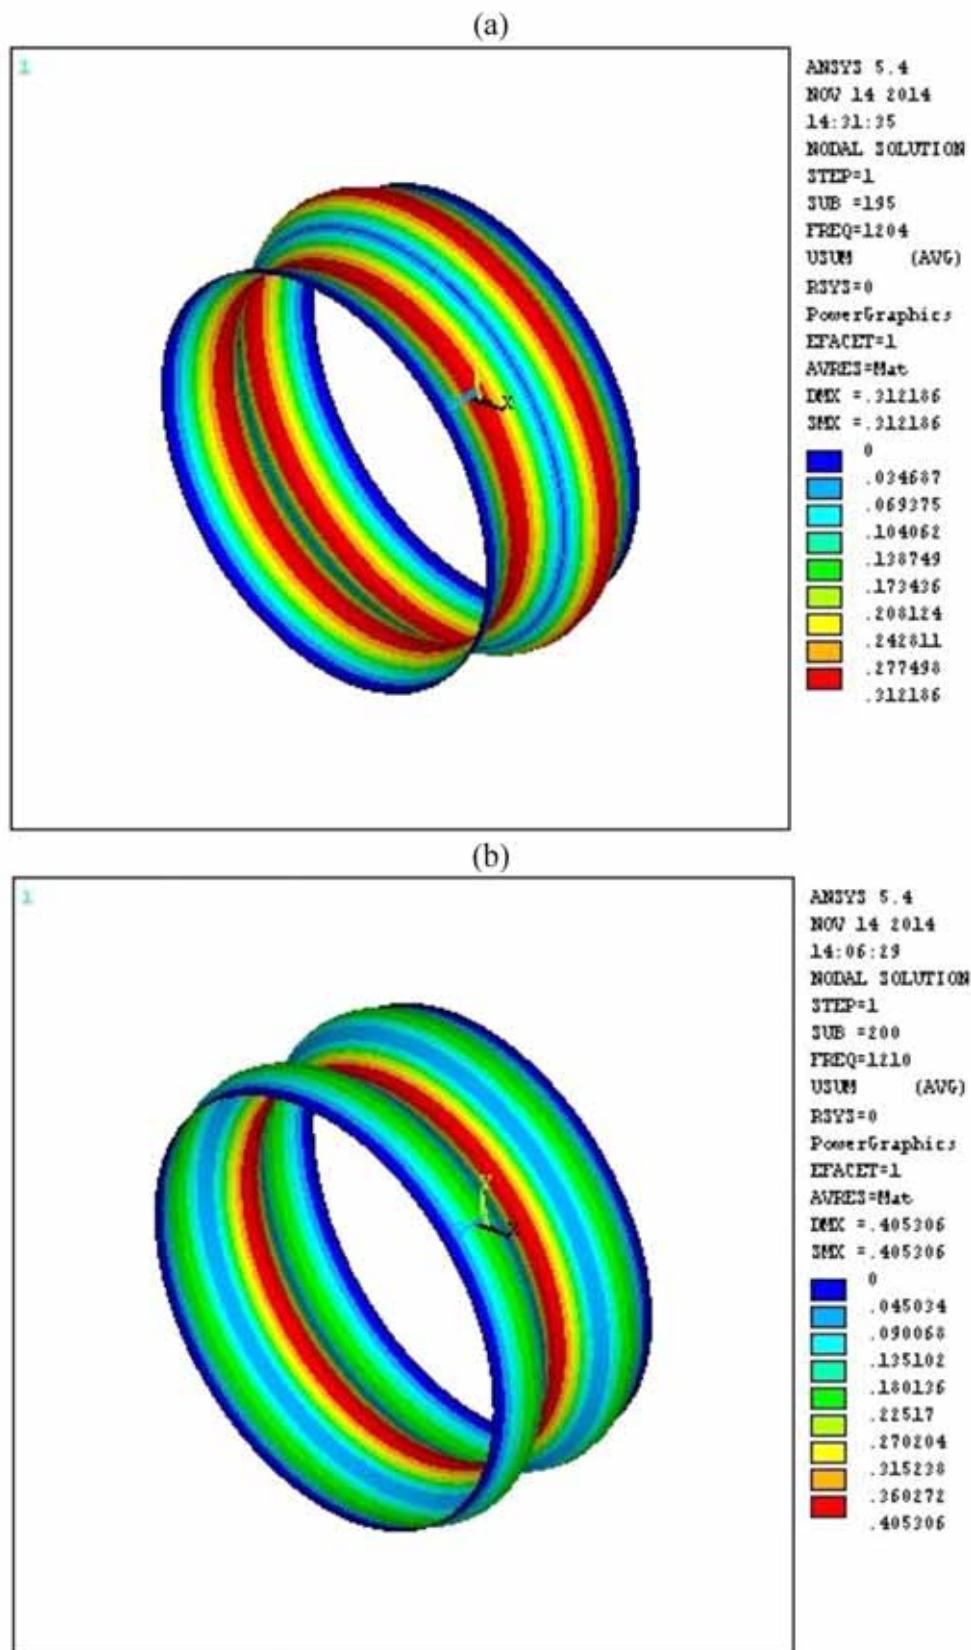 (a)
1
ANSYS 5.4
NOV 14 2014
14:31:35
NODAL SOLUTION
STEP=1
SUB =195
FREQ=1204
USUM (AVG)
RSYS=0
PowerGraphics
EFACET=1
AVRES=Mat
DMX =.312186
SMX =.312186
0
.034687
.069375
.104062
.138749
.173436
.208124
.242811
.277498
.312186
X
(b)
1
ANSYS 5.4
NOV 14 2014
14:06:29
NODAL SOLUTION
STEP=1
SUB =200
FREQ=1210
USUM (AVG)
RSYS=0
PowerGraphics
EFACET=1
AVRES=Mat
DMX =.405306
SMX =.405306
0
.045034
.090068
.135102
.180136
.22517
.270204
.315238
.360272
.405306
X